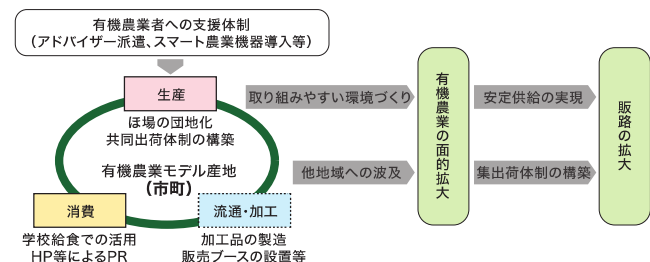 有機農業者への支援体制
（アドバイザー派遣、スマート農業機器導入等）
生産
ほ場の団地化
共同出荷体制の構築
有機農業モデル産地
（市町）
消費
学校給食での活用
HP等によるPR
流通・加工
加工品の製造
販売ブースの設置等
取り組みやすい環境づくり
他地域への波及
有機農業の面的拡大
安定供給の実現
集出荷体制の構築
販路の拡大